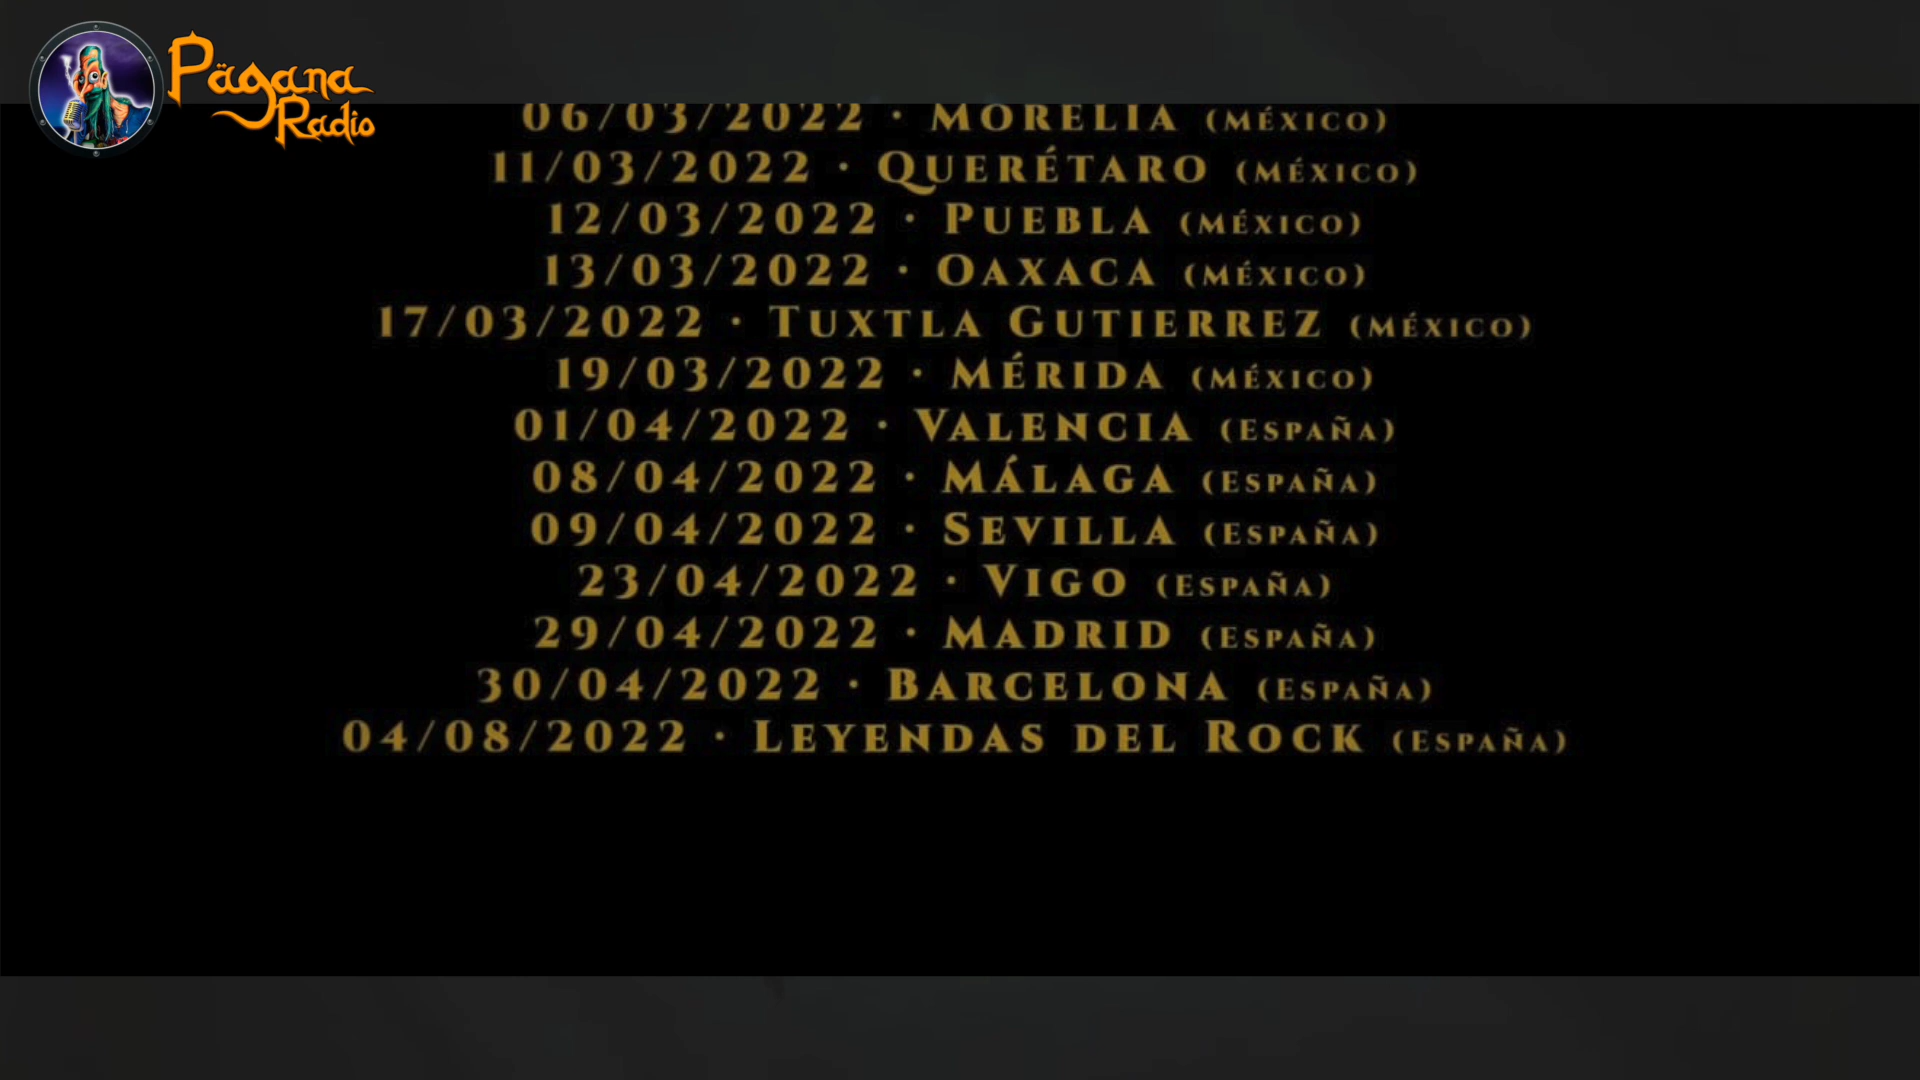 Pägana
Radio
06/03/2022 · MORELIA (MÉXICO)
11/03/2022 · QUERÉTARO (MÉXICO)
12/03/2022 · PUEBLA (MÉXICO)
13/03/2022 · OAXACA (MÉXICO)
17/03/2022 · TUXTLA GUTIERREZ (MÉXICO)
19/03/2022 · MÉRIDA (MÉXICO)
01/04/2022 · VALENCIA (ESPAÑA)
08/04/2022 · MÁLAGA (ESPAÑA)
09/04/2022 · SEVILLA (ESPAÑA)
23/04/2022 · VIGO (ESPAÑA)
29/04/2022 · MADRID (ESPAÑA)
30/04/2022 · BARCELONA (ESPAÑA)
04/08/2022 · LEYENDAS DEL ROCK (ESPAÑA)